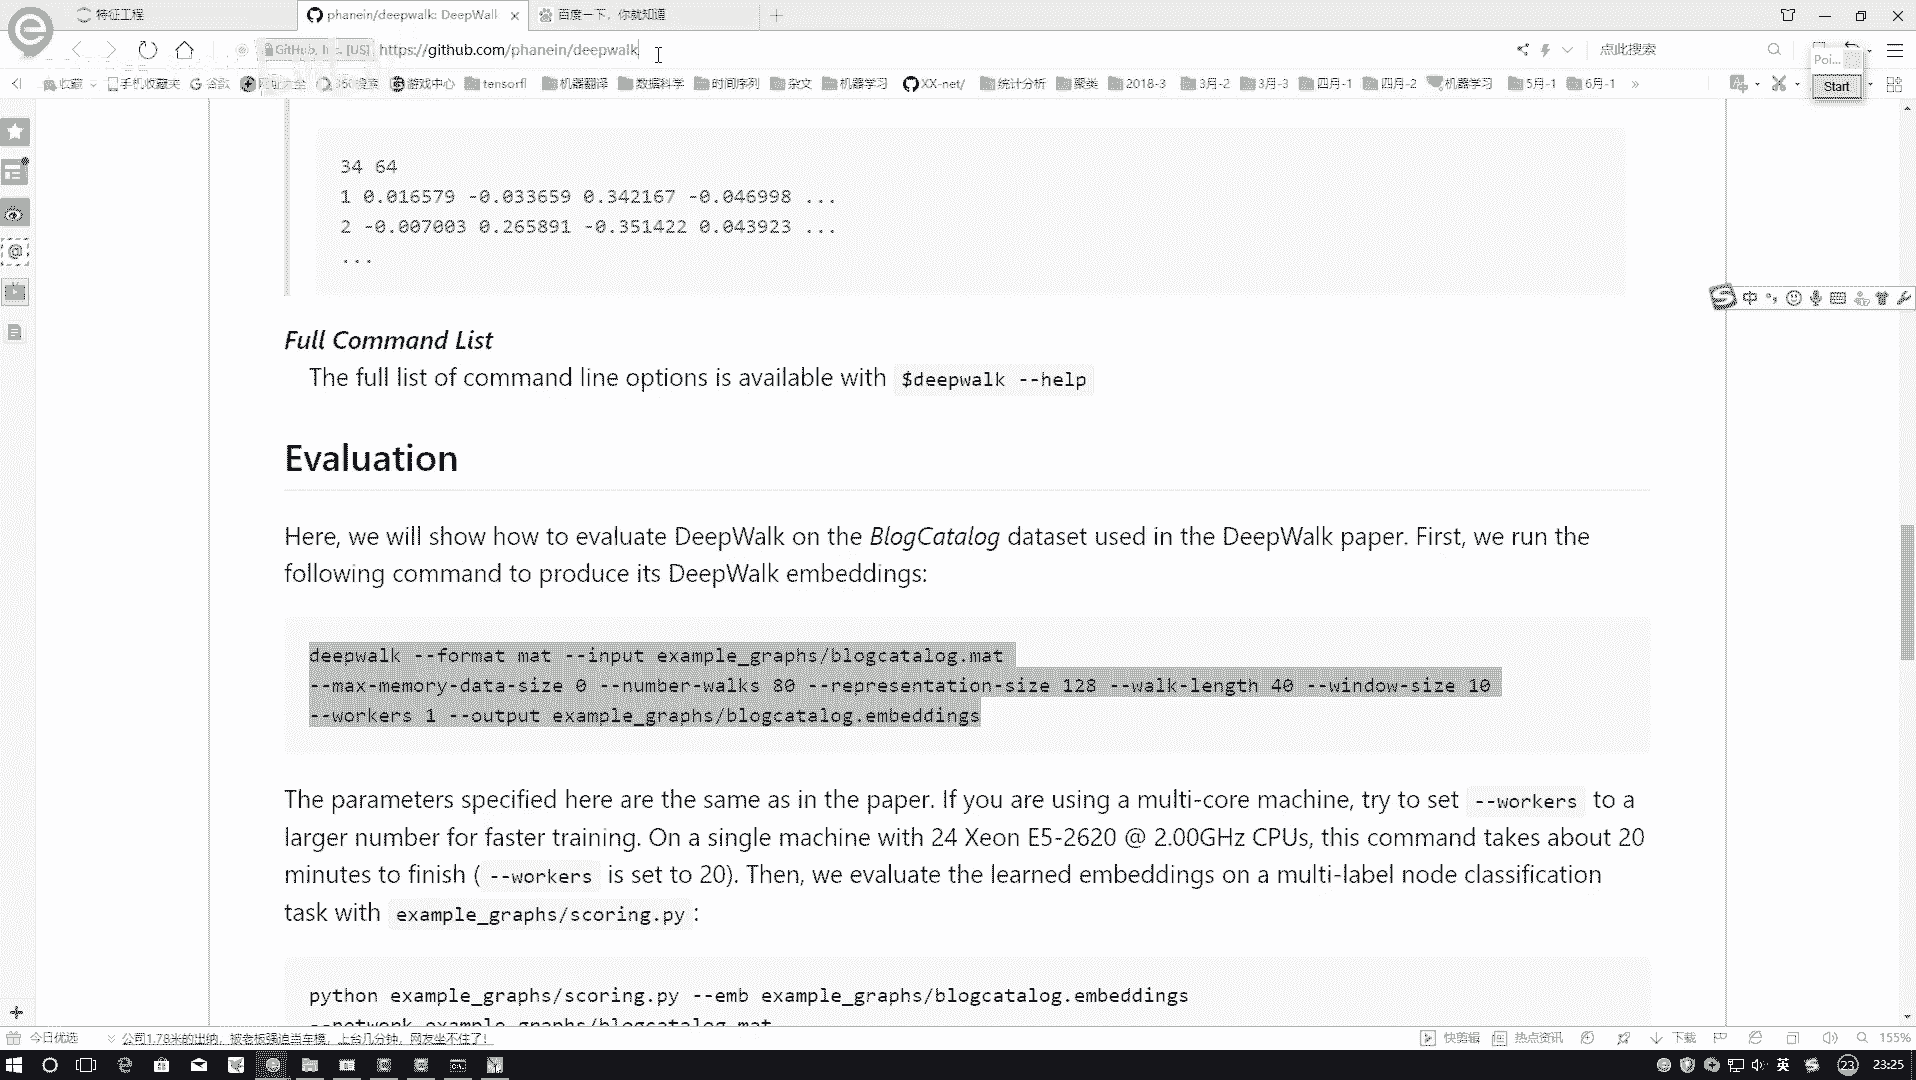 特征工程
phanein/deepwalk: DeepWalk
百度一下，你就知道
GitHub, Inc. [US]
https://github.com/phanein/deepwalk
点此搜索
Poi...
Start
收藏
手机收藏夹
谷歌
网址大全
360搜索
游戏中心
tensorfl
机器翻译
数据科学
时间序列
杂文
机器学习
XX-net/
统计分析
聚类
2018-3
3月-2
3月-3
四月-1
四月-2
机器学习
5月-1
6月-1
34 64
1 0.016579 -0.033659 0.342167 -0.046998 ...
2 -0.007003 0.265891 -0.351422 0.043923 ...
...
中
Full Command List
The full list of command line options is available with $deepwalk --help
Evaluation
Here, we will show how to evaluate DeepWalk on the BlogCatalog dataset used in the DeepWalk paper. First, we run the
following command to produce its DeepWalk embeddings:
deepwalk --format mat --input example_graphs/blogcatalog.mat
--max-memory-data-size 0 --number-walks 80 --representation-size 128 --walk-length 40 --window-size 10
--workers 1 --output example_graphs/blogcatalog.embeddings
The parameters specified here are the same as in the paper. If you are using a multi-core machine, try to set --workers to a
larger number for faster training. On a single machine with 24 Xeon E5-2620 @ 2.00GHz CPUs, this command takes about 20
minutes to finish ( --workers is set to 20). Then, we evaluate the learned embeddings on a multi-label node classification
task with example_graphs/scoring.py :
python example_graphs/scoring.py --emb example_graphs/blogcatalog.embeddings
--network example_graphs/blogcatalog.mat
今日优选
公司1.78米的出纳，被老板强迫当车模，上台几分钟，网友坐不住了！
快剪辑
热点资讯
下载
155%
英
23
23:25